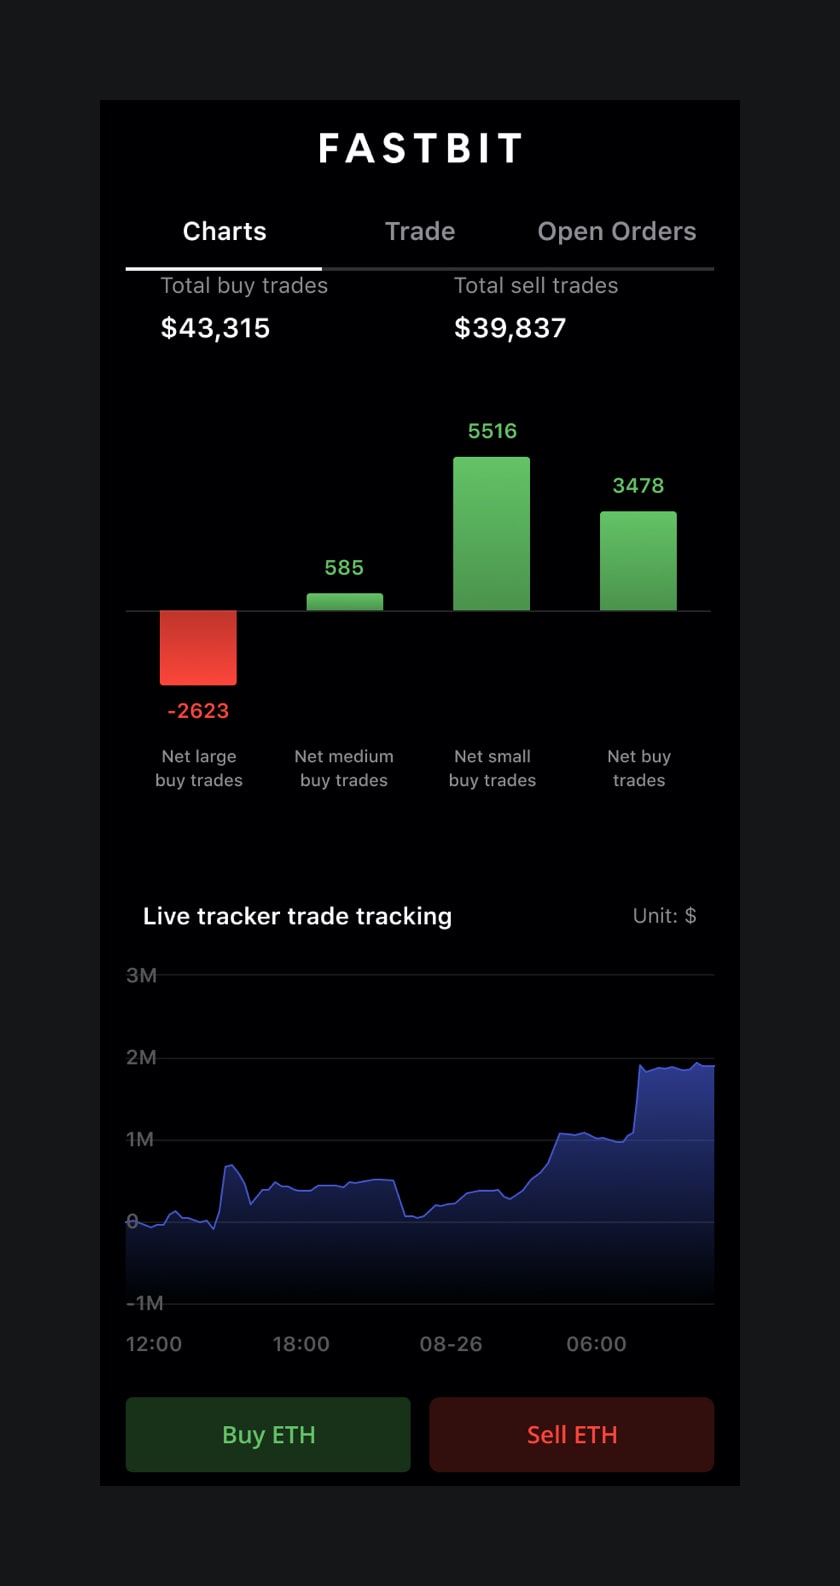 FASTBIT
Charts Trade Open Orders
Total buy trades Total sell trades
$43,315 $39,837
5516
3478
585
-2623
Net large Net medium Net small Net buy
buy trades buy trades buy trades trades
Live tracker trade tracking Unit: $
3M
2M
1M
0
-1M
12:00 18:00 08-26 06:00
Buy ETH Sell ETH